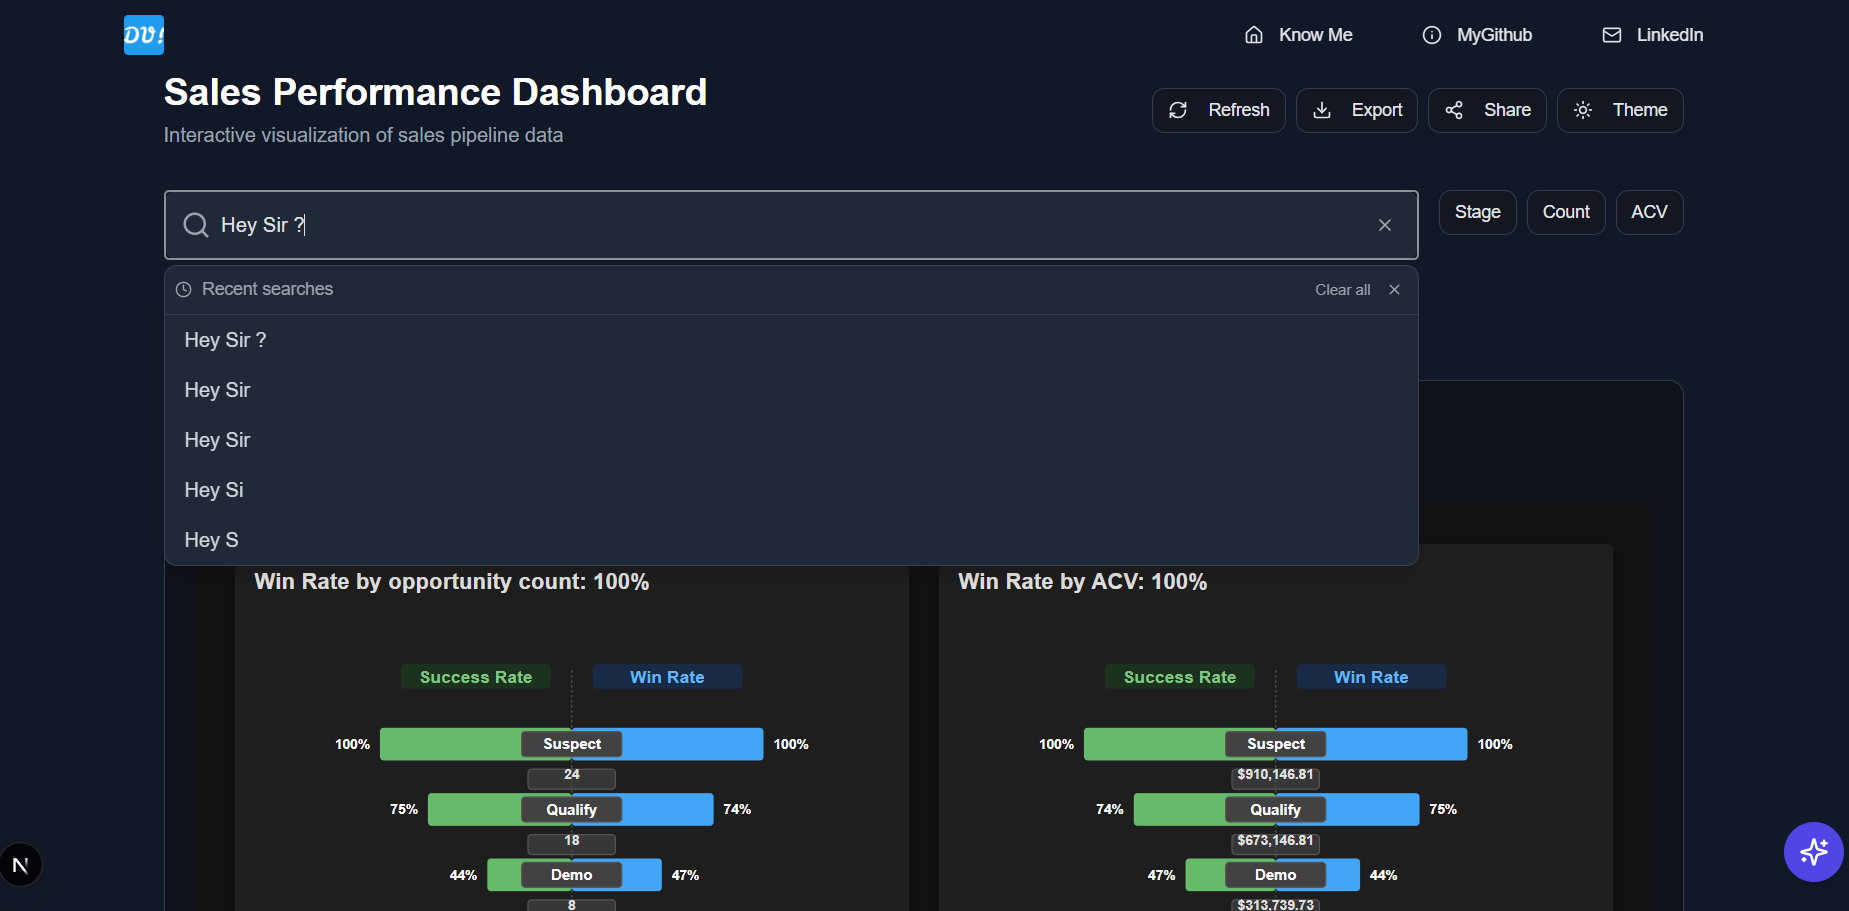 DV!
Know Me
MyGithub
LinkedIn
Sales Performance Dashboard
Interactive visualization of sales pipeline data
Refresh
Export
Share
Theme
Hey Sir ?
Stage
Count
ACV
Recent searches
Clear all
Hey Sir ?
Hey Sir
Hey Sir
Hey Si
Hey S
Win Rate by opportunity count: 100%
Success Rate
Win Rate
100%
Suspect
100%
24
75%
Qualify
74%
18
44%
Demo
47%
8
Win Rate by ACV: 100%
Success Rate
Win Rate
100%
Suspect
100%
$910,146.81
74%
Qualify
75%
$673,146.81
47%
Demo
44%
$313,739.73
N